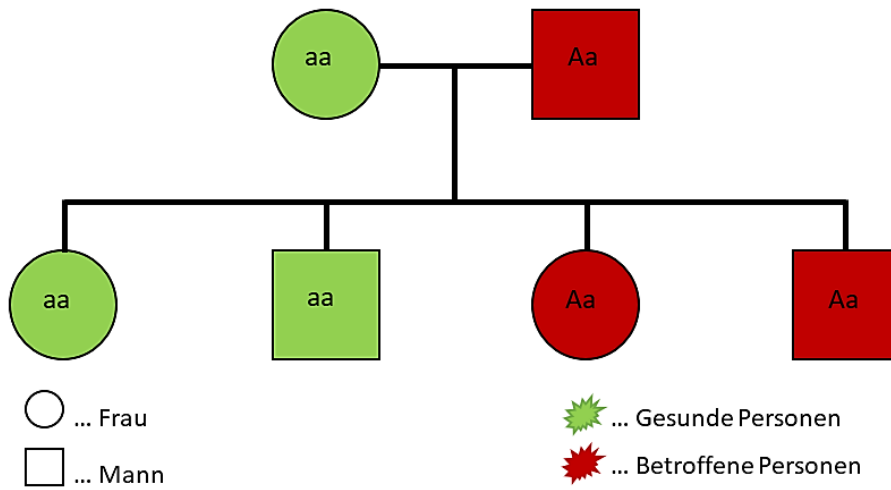 aa
Aa
aa
aa
Aa
Aa
... Frau
... Gesunde Personen
... Mann
... Betroffene Personen